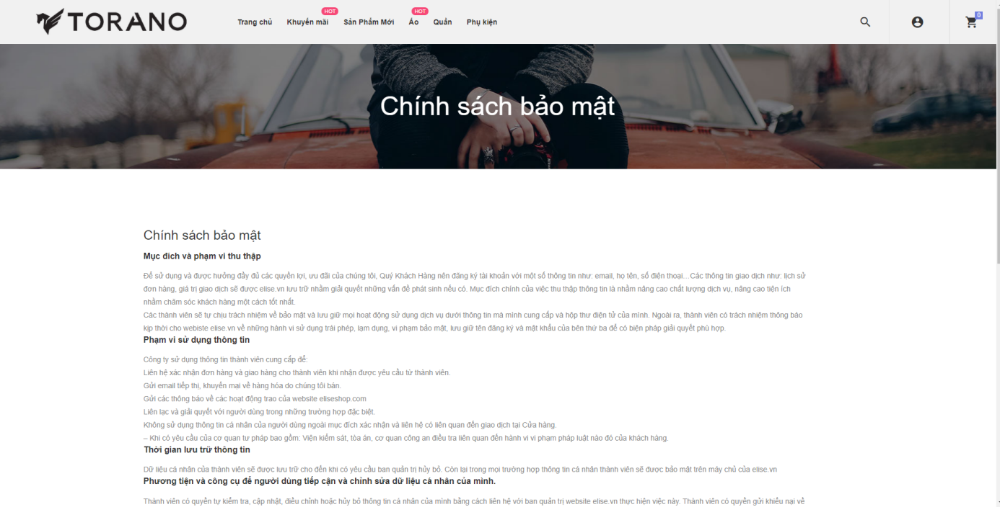 TORANO
HOT HOT
Trang chủ Khuyến mãi Sản Phẩm Mới Áo Quần Phụ kiện
0
Chính sách bảo mật
Chính sách bảo mật
Mục đích và phạm vi thu thập
Để sử dụng và được hưởng đầy đủ các quyền lợi, ưu đãi của chúng tôi, Quý Khách Hàng nên đăng ký tài khoản với một số thông tin như: email, họ tên, số điện thoại…Các thông tin giao dịch như: lịch sử
đơn hàng, giá trị giao dịch sẽ được elise.vn lưu trữ nhằm giải quyết những vấn đề phát sinh nếu có. Mục đích chính của việc thu thập thông tin là nhằm nâng cao chất lượng dịch vụ, nâng cao tiện ích
nhằm chăm sóc khách hàng một cách tốt nhất.
Các thành viên sẽ tự chịu trách nhiệm về bảo mật và lưu giữ mọi hoạt động sử dụng dịch vụ dưới thông tin mà mình cung cấp và hộp thư điện tử của mình. Ngoài ra, thành viên có trách nhiệm thông báo
kịp thời cho webiste elise.vn về những hành vi sử dụng trái phép, lạm dụng, vi phạm bảo mật, lưu giữ tên đăng ký và mật khẩu của bên thứ ba để có biện pháp giải quyết phù hợp.
Phạm vi sử dụng thông tin
Công ty sử dụng thông tin thành viên cung cấp để:
Liên hệ xác nhận đơn hàng và giao hàng cho thành viên khi nhận được yêu cầu từ thành viên.
Gửi email tiếp thị, khuyến mại về hàng hóa do chúng tôi bán.
Gửi các thông báo về các hoạt động trao của website eliseshop.com
Liên lạc và giải quyết với người dùng trong những trường hợp đặc biệt.
Không sử dụng thông tin cá nhân của người dùng ngoài mục đích xác nhận và liên hệ có liên quan đến giao dịch tại Cửa hàng.
– Khi có yêu cầu của cơ quan tư pháp bao gồm: Viện kiểm sát, tòa án, cơ quan công an điều tra liên quan đến hành vi vi phạm pháp luật nào đó của khách hàng.
Thời gian lưu trữ thông tin
Dữ liệu cá nhân của thành viên sẽ được lưu trữ cho đến khi có yêu cầu ban quản trị hủy bỏ. Còn lại trong mọi trường hợp thông tin cá nhân thành viên sẽ được bảo mật trên máy chủ của elise.vn
Phương tiện và công cụ để người dùng tiếp cận và chỉnh sửa dữ liệu cá nhân của mình.
Thành viên có quyền tự kiểm tra, cập nhật, điều chỉnh hoặc hủy bỏ thông tin cá nhân của mình bằng cách liên hệ với ban quản trị website elise.vn thực hiện việc này. Thành viên có quyền gửi khiếu nại về